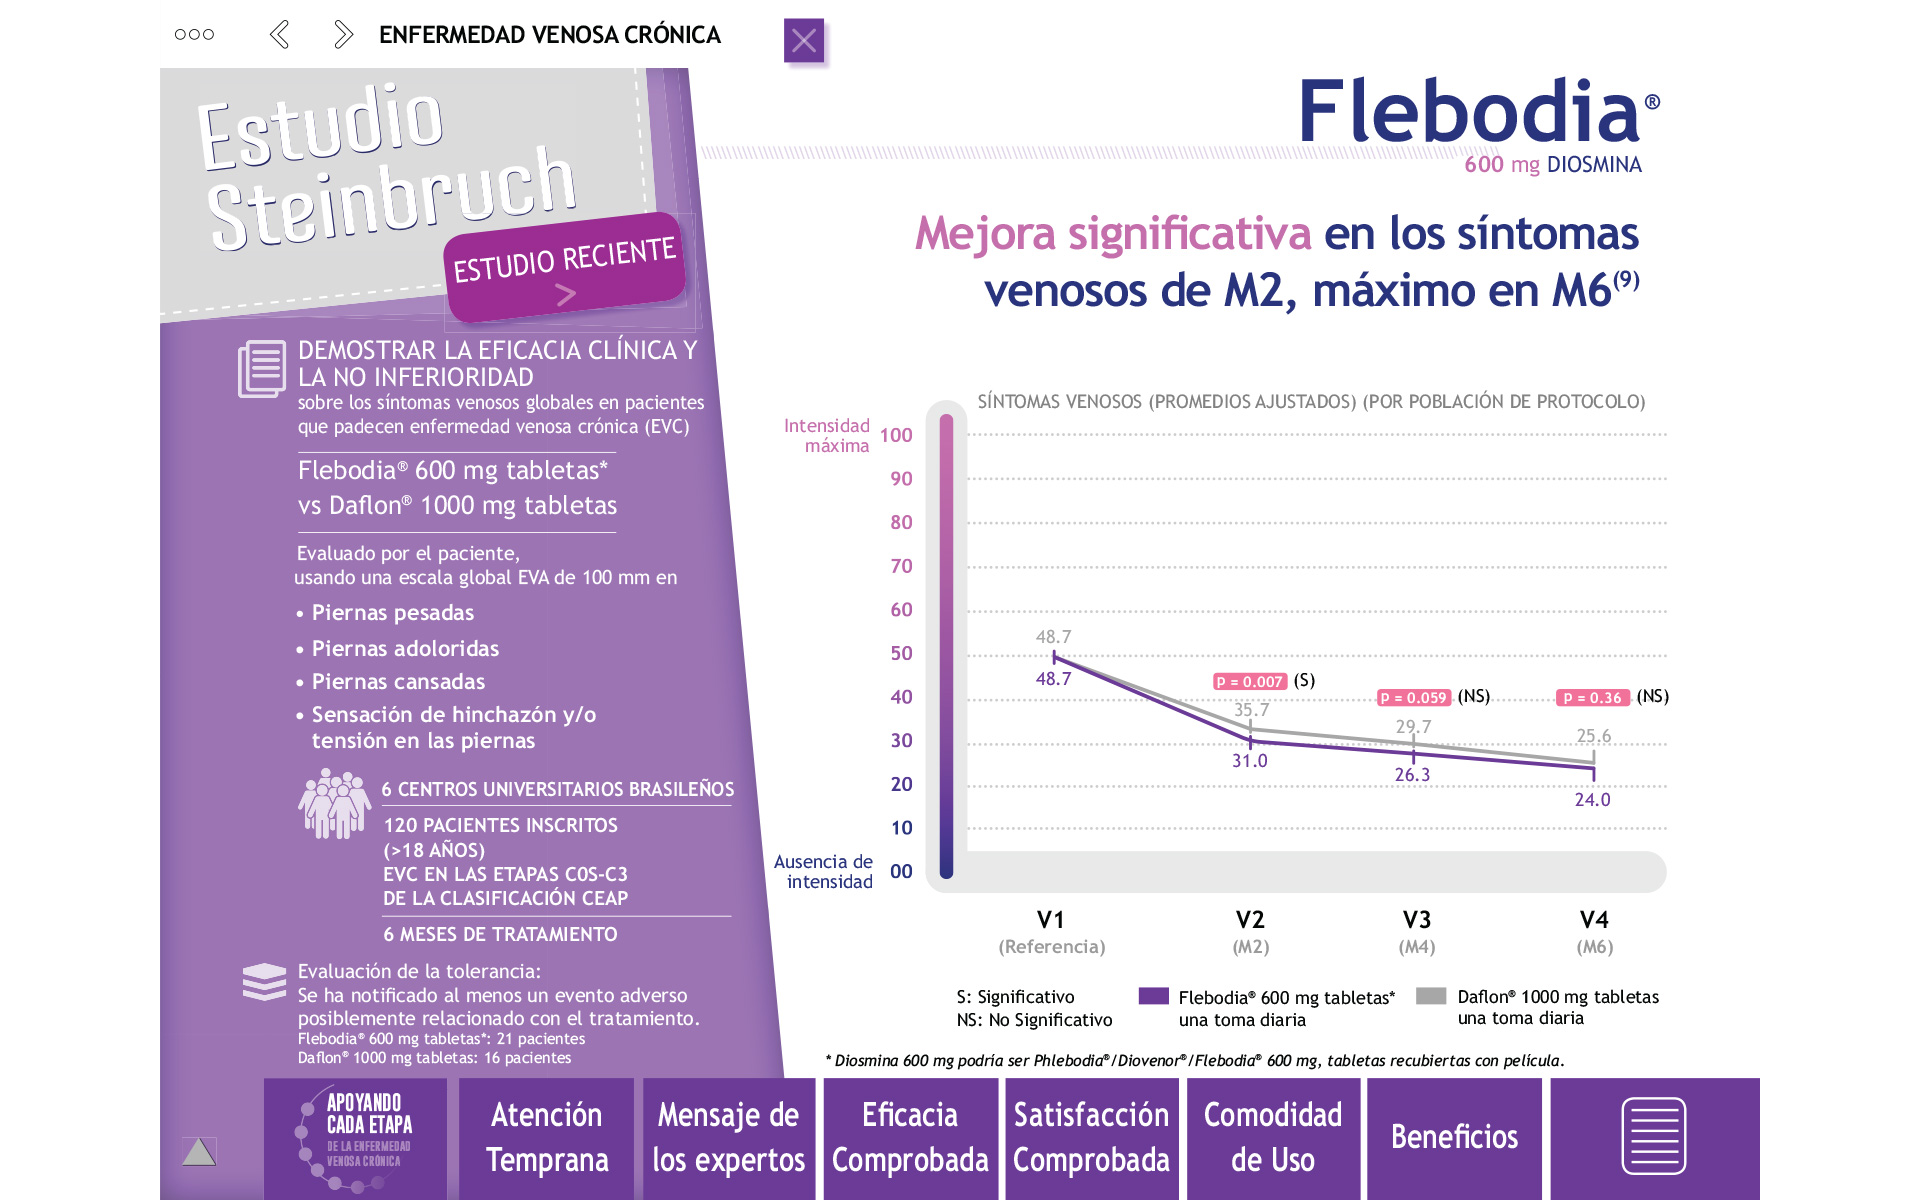 ENFERMEDAD VENOSA CRÓNICA
Estudio
Steinbruch
ESTUDIO RECIENTE
>
DEMOSTRAR LA EFICACIA CLÍNICA Y
LA NO INFERIORIDAD
sobre los síntomas venosos globales en pacientes
que padecen enfermedad venosa crónica (EVC)
Flebodia® 600 mg tabletas*
vs Daflon® 1000 mg tabletas
Evaluado por el paciente,
usando una escala global EVA de 100 mm en
• Piernas pesadas
• Piernas adoloridas
• Piernas cansadas
• Sensación de hinchazón y/o
tensión en las piernas
6 CENTROS UNIVERSITARIOS BRASILEÑOS
120 PACIENTES INSCRITOS
(>18 AÑOS)
EVC EN LAS ETAPAS C0S-C3
DE LA CLASIFICACIÓN CEAP
6 MESES DE TRATAMIENTO
Evaluación de la tolerancia:
Se ha notificado al menos un evento adverso
posiblemente relacionado con el tratamiento.
Flebodia® 600 mg tabletas*: 21 pacientes
Daflon® 1000 mg tabletas: 16 pacientes
Flebodia®
600 mg DIOSMINA
Mejora significativa en los síntomas
venosos de M2, máximo en M6(9)
SÍNTOMAS VENOSOS (PROMEDIOS AJUSTADOS) (POR POBLACIÓN DE PROTOCOLO)
Intensidad
máxima
100
90
80
70
60
50
40
30
20
10
00
Ausencia de
intensidad
48.7
48.7
p = 0.007 (S)
35.7
31.0
p = 0.059 (NS)
29.7
26.3
p = 0.36 (NS)
25.6
24.0
V1
(Referencia)
V2
(M2)
V3
(M4)
V4
(M6)
S: Significativo
NS: No Significativo
Flebodia® 600 mg tabletas*
una toma diaria
Daflon® 1000 mg tabletas
una toma diaria
* Diosmina 600 mg podría ser Phlebodia®/Diovenor®/Flebodia® 600 mg, tabletas recubiertas con película.
APOYANDO
CADA ETAPA
DE LA ENFERMEDAD
VENOSA CRÓNICA
Atención
Temprana
Mensaje de
los expertos
Eficacia
Comprobada
Satisfacción
Comprobada
Comodidad
de Uso
Beneficios